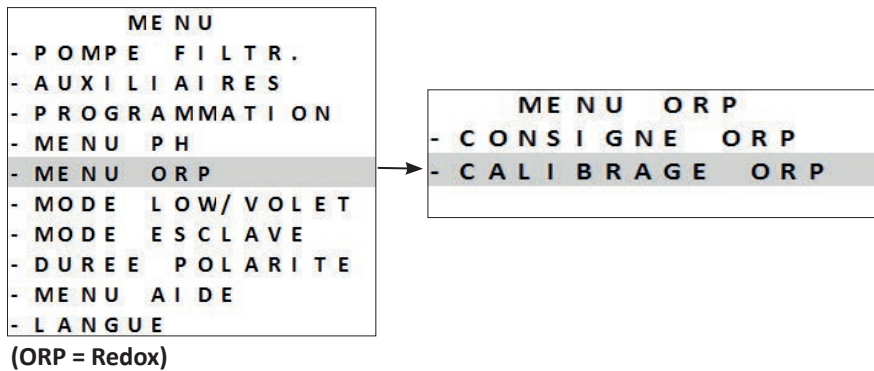 MENU
- POMPE FILTR.
- AUXILIAIRES
- PROGRAMMATION
- MENU PH
- MENU ORP
- MODE LOW/VOLET
- MODE ESCLAVE
- DUREE POLARITE
- MENU AIDE
- LANGUE
(ORP = Redox)
MENU ORP
- CONSIGNE ORP
- CALIBRAGE ORP